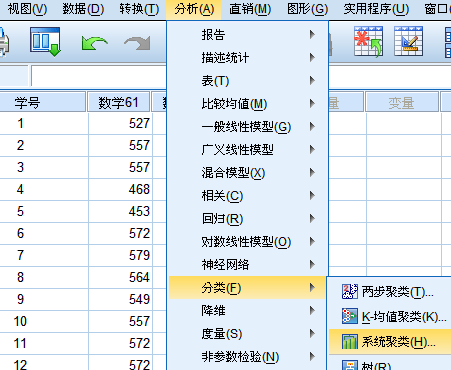 视图(V) 数据(D) 转换(T) 分析(A) 直销(M) 图形(G) 实用程序(U) 窗口(
学号 数学61 变量 变量
1 527
2 557
3 557
4 468
5 453
6 572
7 579
8 564
9 549
10 557
11 572
12 572
报告
描述统计
表(T)
比较均值(M)
一般线性模型(G)
广义线性模型
混合模型(X)
相关(C)
回归(R)
对数线性模型(O)
神经网络
分类(F)
降维
度量(S)
非参数检验(N)
两步聚类(T)...
K-均值聚类(K)...
系统聚类(H)...
树(R)